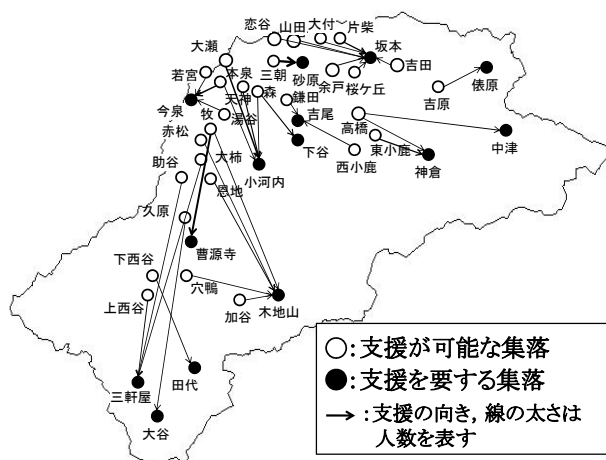 恋谷
山田
大付
片柴
大瀬
坂本
若宮
本泉
三朝
砂原
吉田
天神
森
鎌田
余戸
桜ケ丘
俵原
今泉
牧
湯谷
吉尾
高橋
吉原
赤松
大柿
下谷
東小鹿
中津
助谷
恩地
小河内
西小鹿
神倉
久原
曹源寺
下西谷
穴鴨
上西谷
加谷
木地山
三軒屋
田代
大谷
○:支援が可能な集落
●:支援を要する集落
→:支援の向き,線の太さは
人数を表す